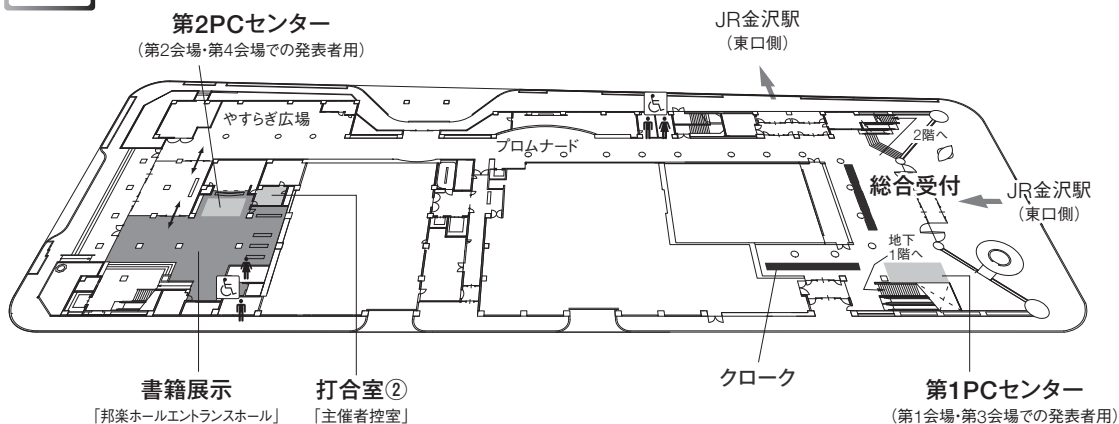 第2PCセンター
(第2会場・第4会場での発表者用)
JR金沢駅
(東口側)
やすらぎ広場
プロムナード
2階へ
総合受付
JR金沢駅
(東口側)
地下
1階へ
書籍展示
「邦楽ホールエントランスホール」
打合室②
「主催者控室」
クローク
第1PCセンター
(第1会場・第3会場での発表者用)